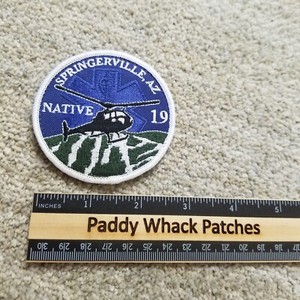 SPRINGERVILLE, AZ
NATIVE 19
INCHES 1 2 3 4 5
Paddy Whack Patches